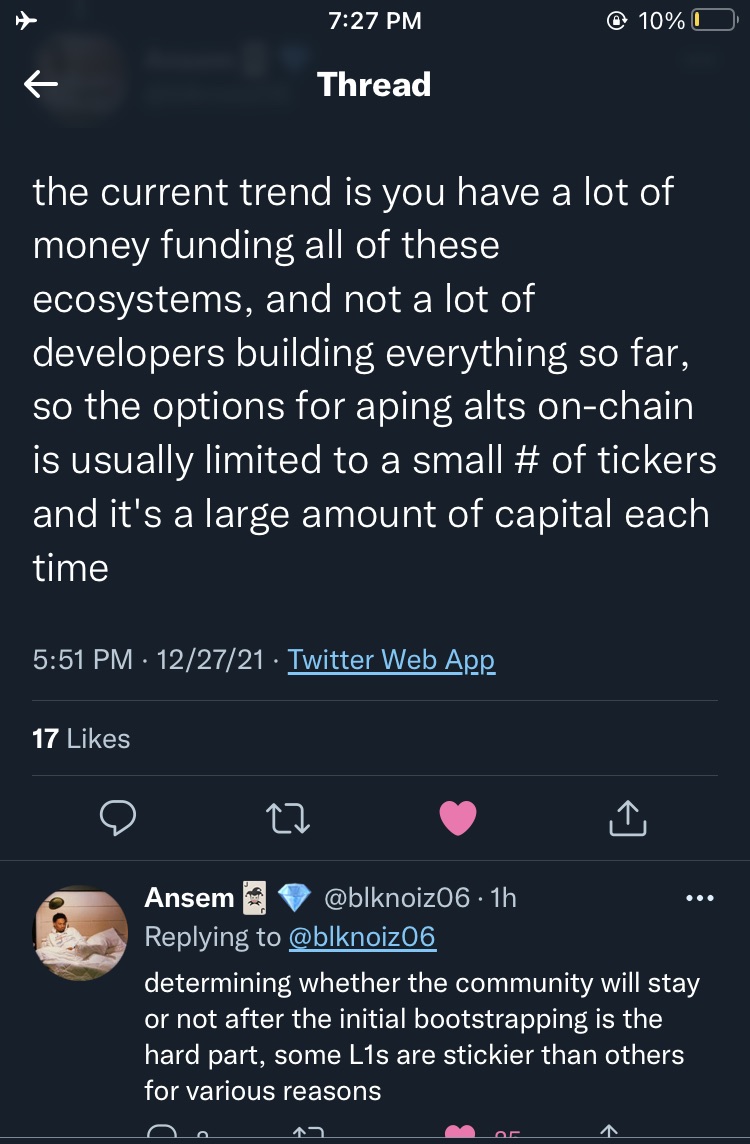 7:27 PM
10%
Thread
the current trend is you have a lot of
money funding all of these
ecosystems, and not a lot of
developers building everything so far,
so the options for aping alts on-chain
is usually limited to a small # of tickers
and it's a large amount of capital each
time
5:51 PM · 12/27/21 · Twitter Web App
17 Likes
Ansem 🃏 💎 @blknoiz06 · 1h
Replying to @blknoiz06
determining whether the community will stay
or not after the initial bootstrapping is the
hard part, some L1s are stickier than others
for various reasons